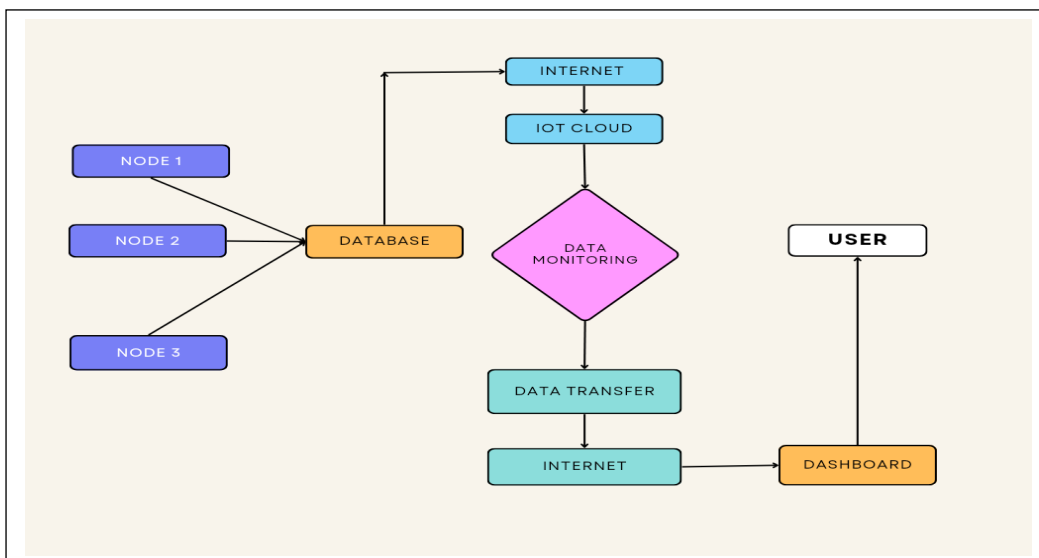 NODE 1
NODE 2
NODE 3
DATABASE
INTERNET
IOT CLOUD
DATA
MONITORING
DATA TRANSFER
INTERNET
DASHBOARD
USER